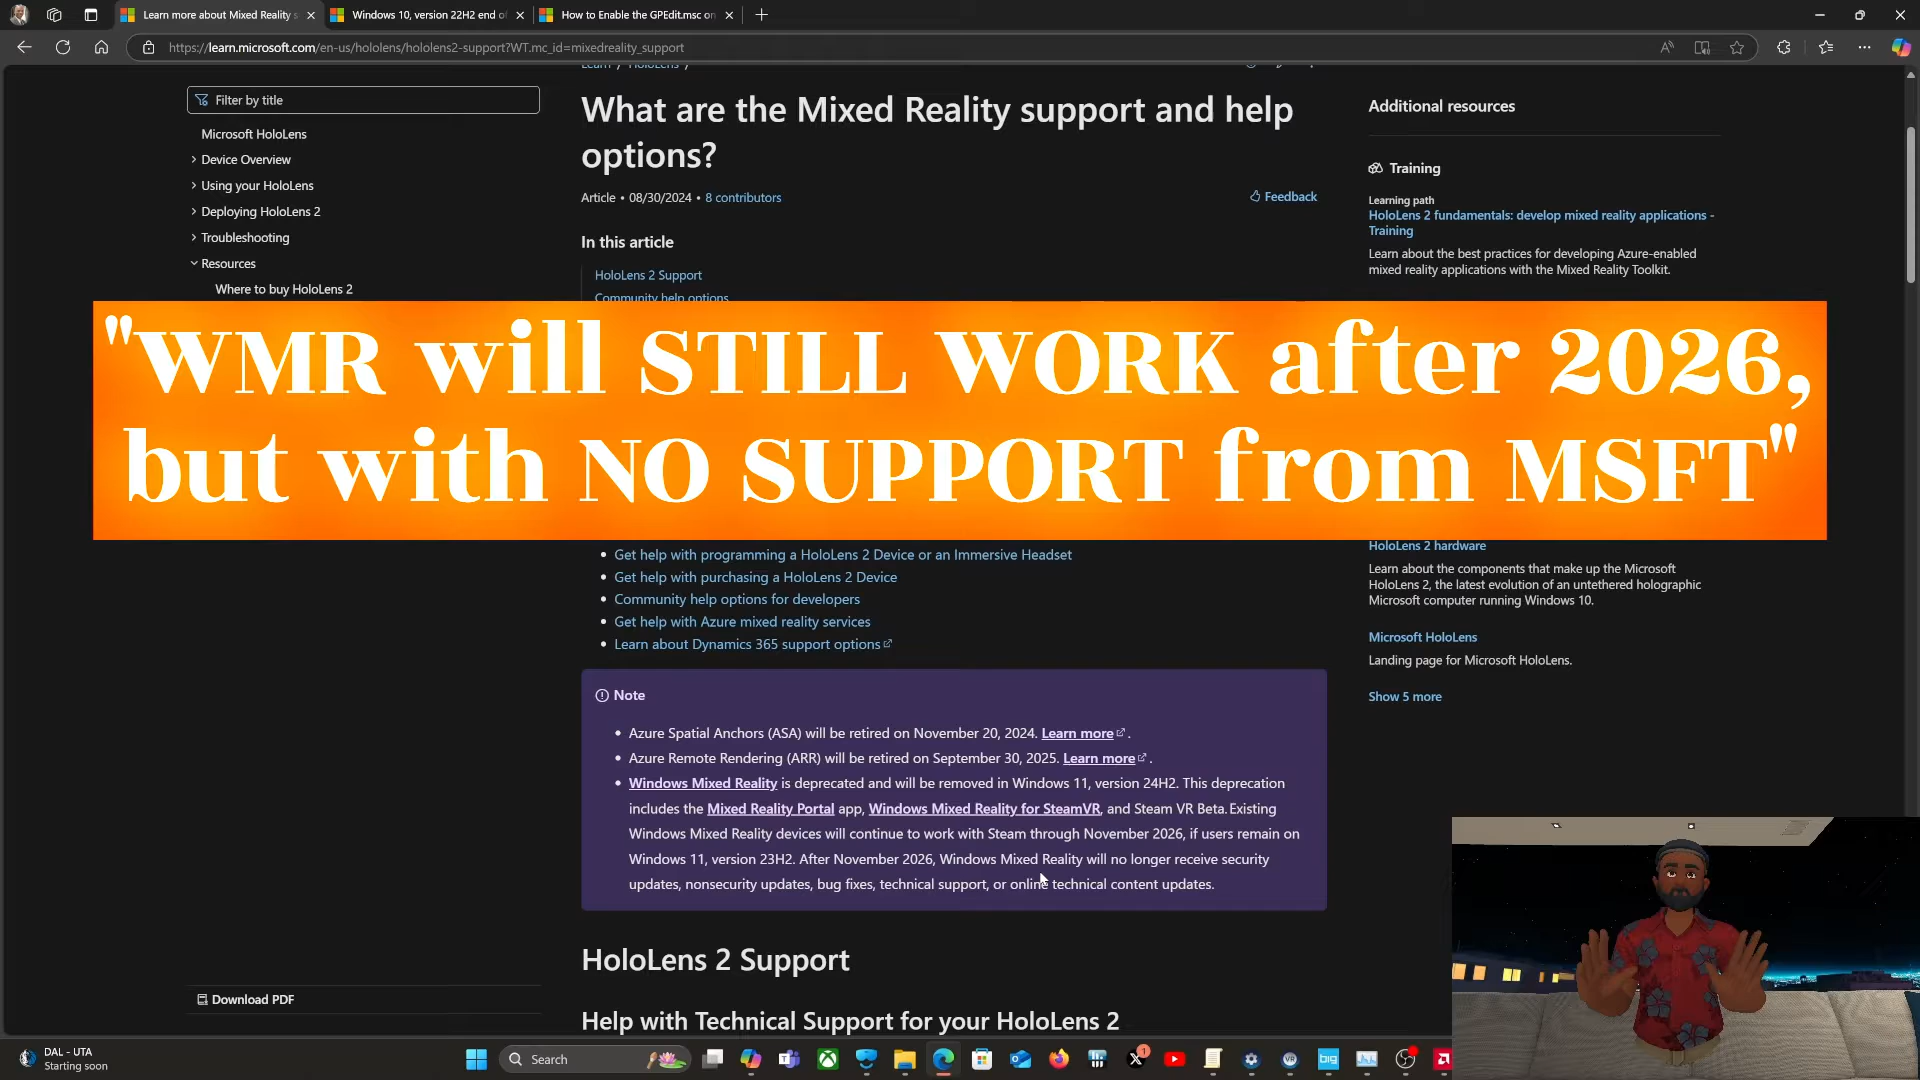 Learn more about Mixed Reality s
Windows 10, version 22H2 end o
How to Enable the GPEdit.msc on
https://learn.microsoft.com/en-us/hololens/hololens2-support?WT.mc_id=mixedreality_support
Learn / HoloLens /
Filter by title
Microsoft HoloLens
Device Overview
Using your HoloLens
Deploying HoloLens 2
Troubleshooting
Resources
Where to buy HoloLens 2
Download PDF
What are the Mixed Reality support and help
options?
Article • 08/30/2024 • 8 contributors
Feedback
In this article
HoloLens 2 Support
Community help options
"WMR will STILL WORK after 2026,
but with NO SUPPORT from MSFT"
• Get help with programming a HoloLens 2 Device or an Immersive Headset
• Get help with purchasing a HoloLens 2 Device
• Community help options for developers
• Get help with Azure mixed reality services
• Learn about Dynamics 365 support options
Note
• Azure Spatial Anchors (ASA) will be retired on November 20, 2024. Learn more .
• Azure Remote Rendering (ARR) will be retired on September 30, 2025. Learn more .
• Windows Mixed Reality is deprecated and will be removed in Windows 11, version 24H2. This deprecation
includes the Mixed Reality Portal app, Windows Mixed Reality for SteamVR, and Steam VR Beta. Existing
Windows Mixed Reality devices will continue to work with Steam through November 2026, if users remain on
Windows 11, version 23H2. After November 2026, Windows Mixed Reality will no longer receive security
updates, nonsecurity updates, bug fixes, technical support, or online technical content updates.
HoloLens 2 Support
Help with Technical Support for your HoloLens 2
Additional resources
Training
Learning path
HoloLens 2 fundamentals: develop mixed reality applications -
Training
Learn about the best practices for developing Azure-enabled
mixed reality applications with the Mixed Reality Toolkit.
HoloLens 2 hardware
Learn about the components that make up the Microsoft
HoloLens 2, the latest evolution of an untethered holographic
Microsoft computer running Windows 10.
Microsoft HoloLens
Landing page for Microsoft HoloLens.
Show 5 more
DAL - UTA
Starting soon
Search
1
VR
big